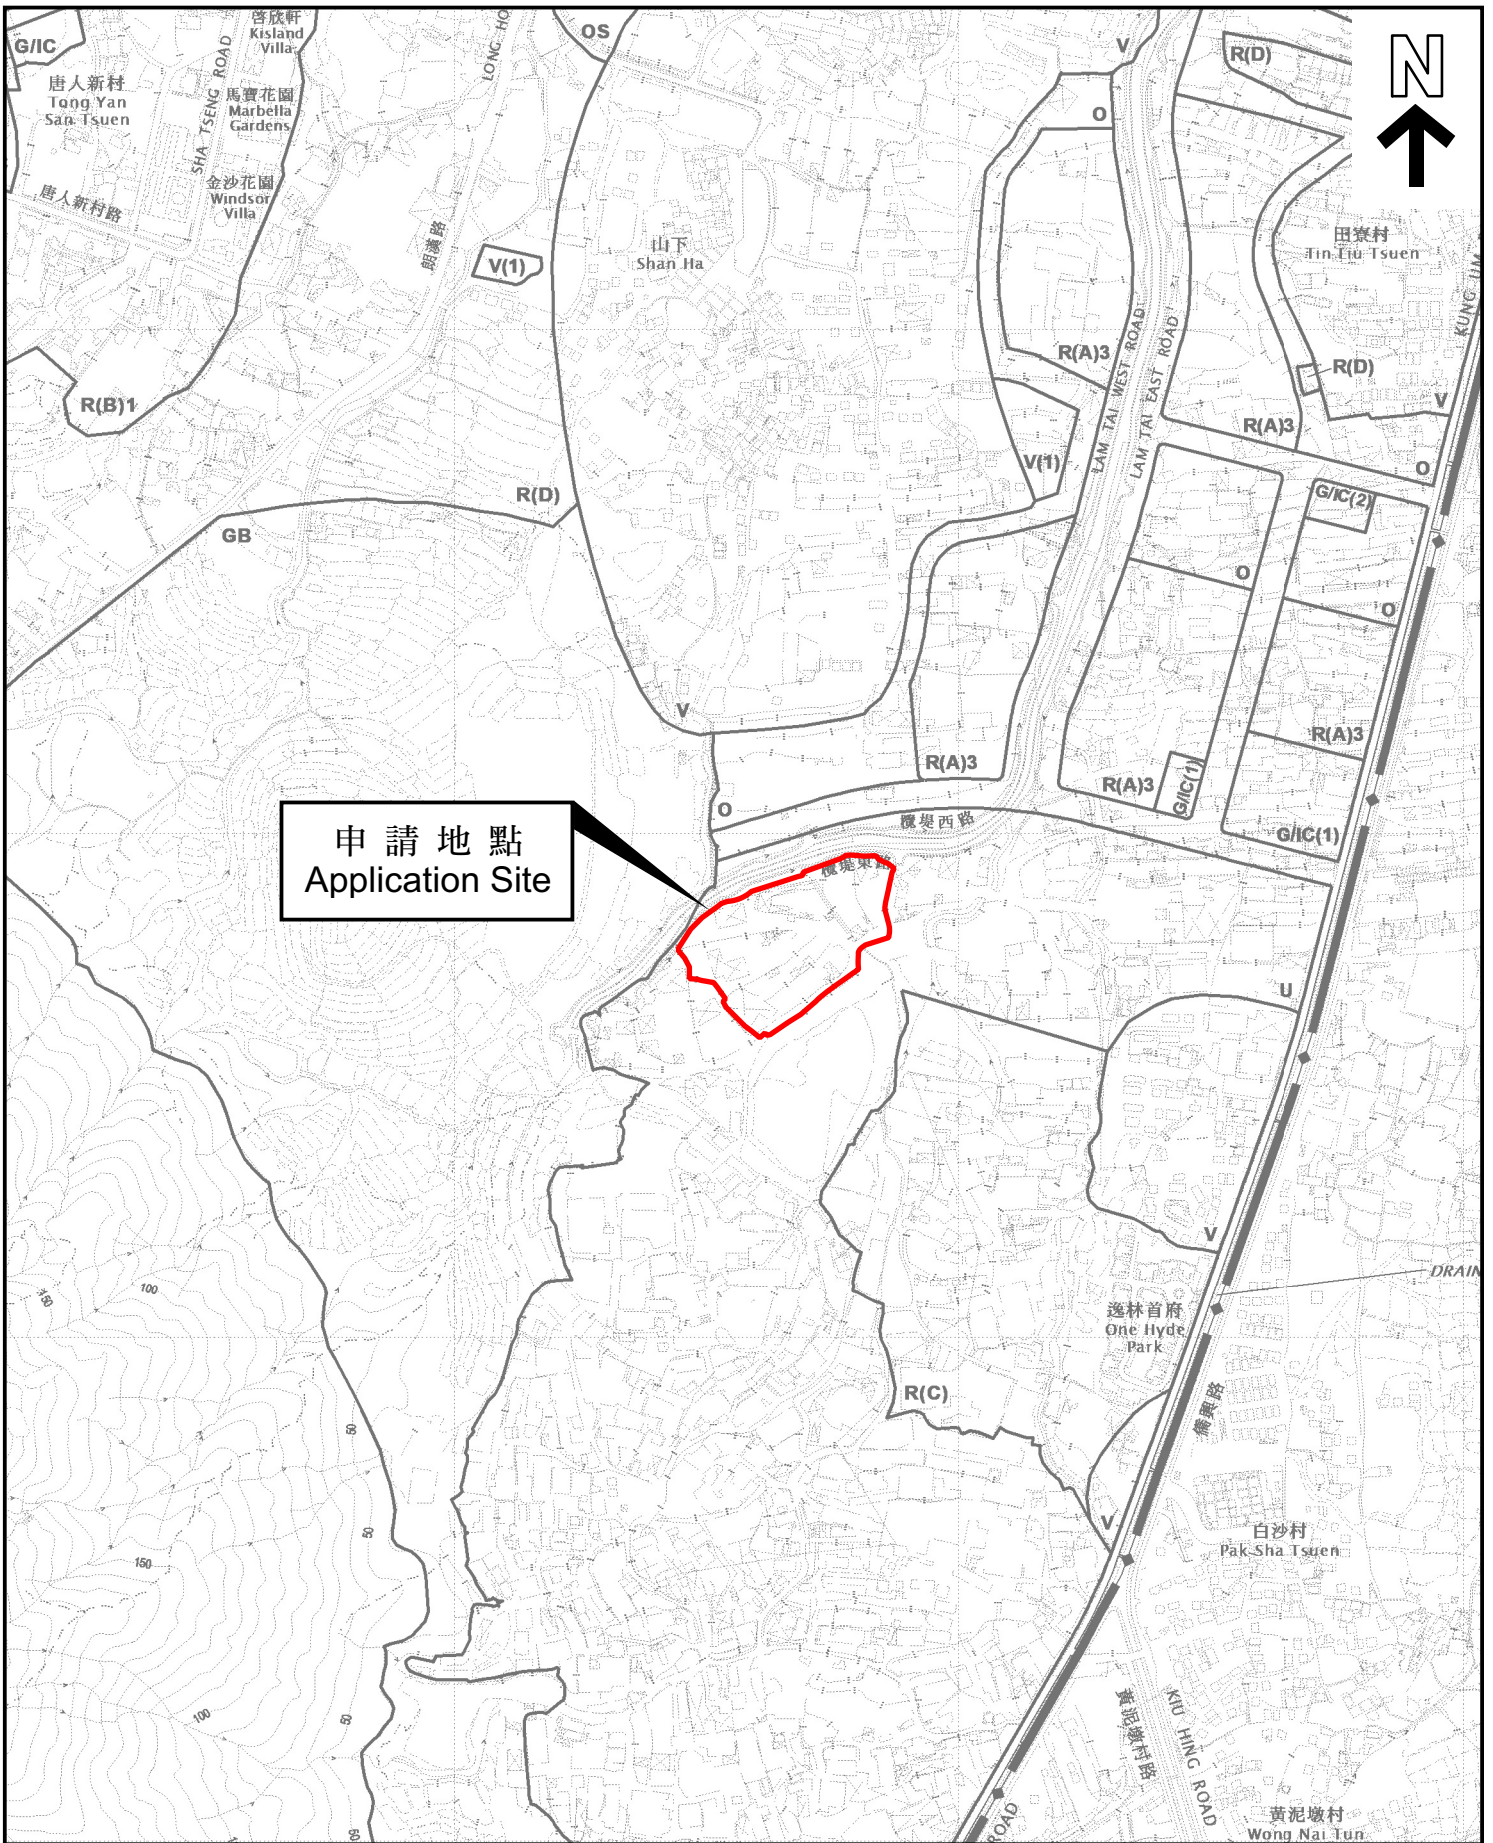 G/IC
啓欣軒
Kisland
Villa
OS
V
R(D)
N
唐人新村
Tong Yan
San Tsuen
SHA TSENG ROAD
馬寶花園
Marbella
Gardens
O
唐人新村路
金沙花園
Windsor
Villa
朗漢路
V(1)
山下
Shan Ha
田寮村
Tin Liu Tsuen
R(B)1
R(A)3
LAM TAI WEST ROAD
LAM TAI EAST ROAD
R(D)
V
R(A)3
V(1)
O
R(D)
G/IC(2)
GB
O
O
V
R(A)3
R(A)3
R(A)3
G/IC(1)
O
欖堤西路
G/IC(1)
申請地點
Application Site
欖堤東路
U
V
DRAIN
逸林首府
One Hyde
Park
100
150
R(C)
50
僑興路
V
50
150
白沙村
Pak Sha Tsuen
100
50
黃泥墩村路
KIU HING ROAD
ROAD
黃泥墩村
Wong Nai Tun